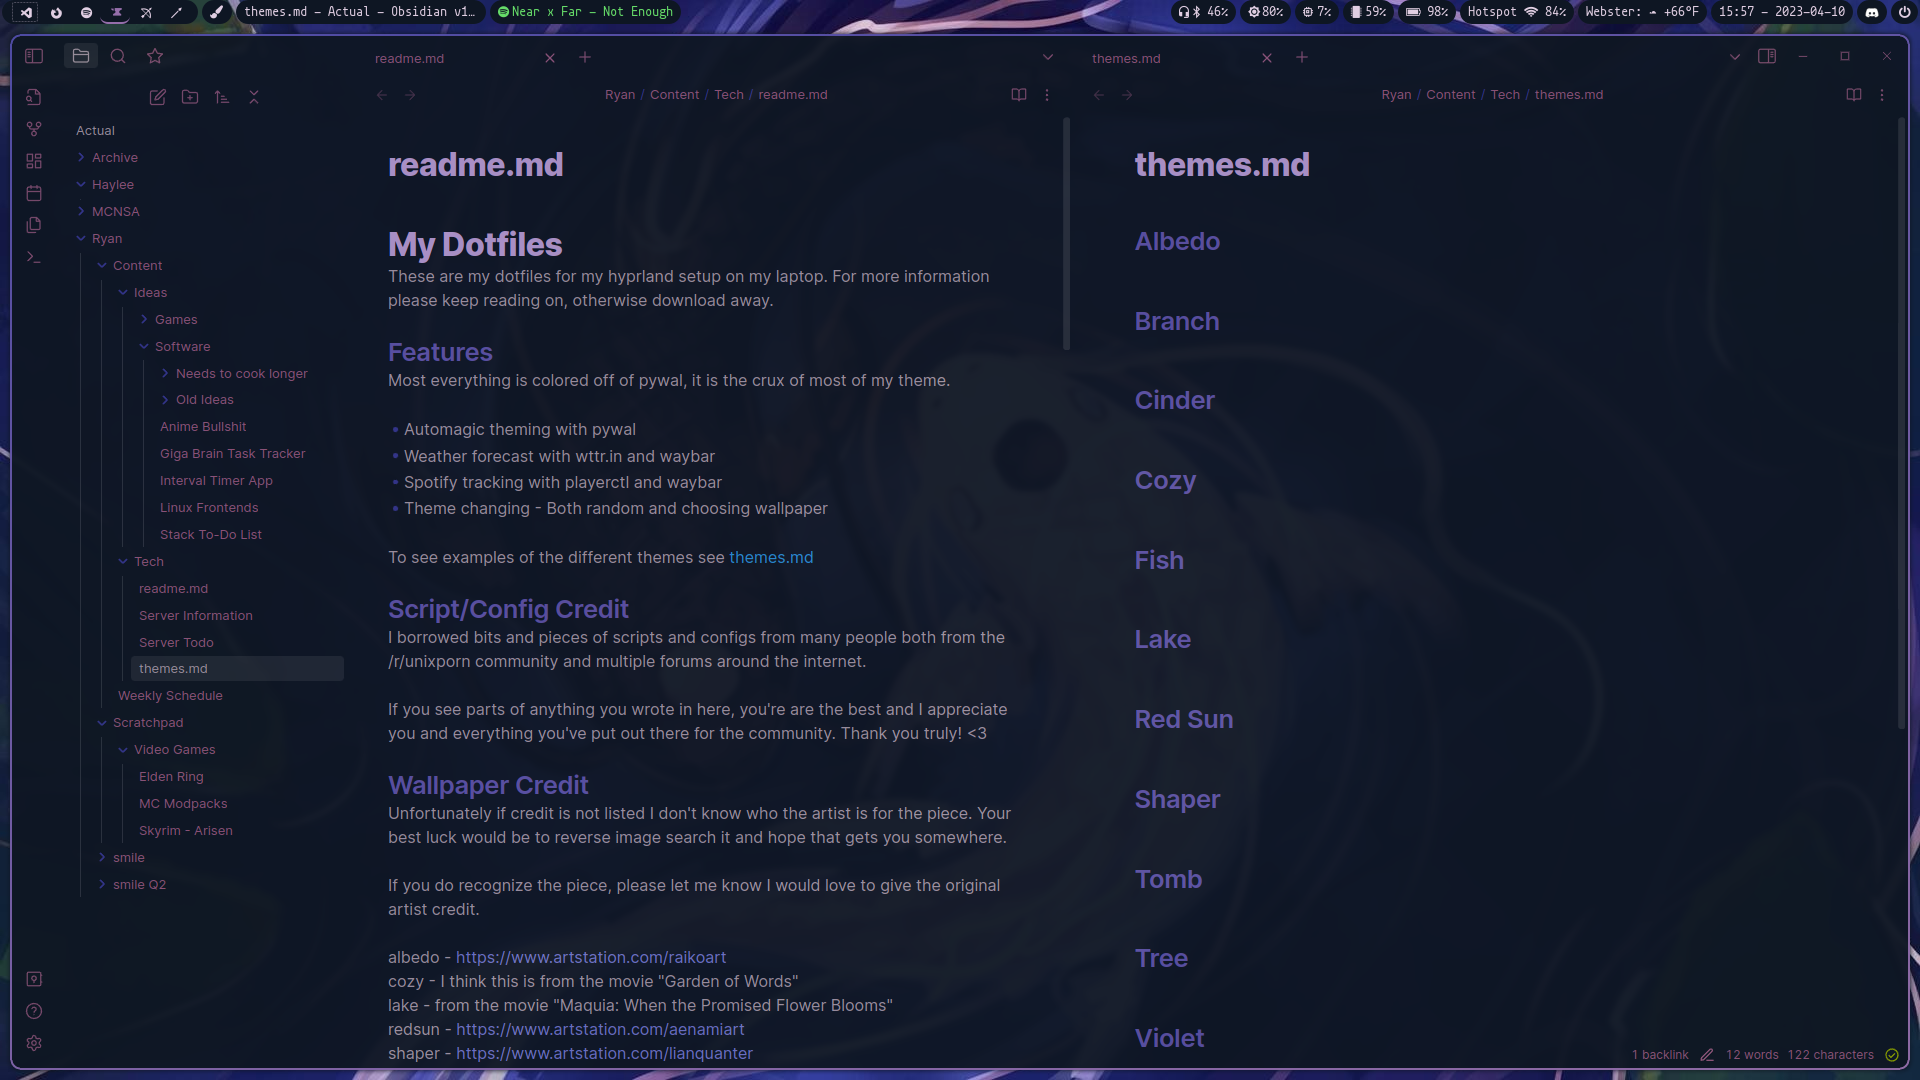 themes.md – Actual – Obsidian v1…
Near x Far – Not Enough
46%
80%
7%
59%
98%
Hotspot 84%
Webster: +66°F
15:57 – 2023-04-10
readme.md
themes.md
Ryan / Content / Tech / readme.md
Ryan / Content / Tech / themes.md
Actual
Archive
Haylee
MCNSA
Ryan
Content
Ideas
Games
Software
Needs to cook longer
Old Ideas
Anime Bullshit
Giga Brain Task Tracker
Interval Timer App
Linux Frontends
Stack To-Do List
Tech
readme.md
Server Information
Server Todo
themes.md
Weekly Schedule
Scratchpad
Video Games
Elden Ring
MC Modpacks
Skyrim - Arisen
smile
smile Q2
readme.md
My Dotfiles
These are my dotfiles for my hyprland setup on my laptop. For more information
please keep reading on, otherwise download away.
Features
Most everything is colored off of pywal, it is the crux of most of my theme.
• Automagic theming with pywal
• Weather forecast with wttr.in and waybar
• Spotify tracking with playerctl and waybar
• Theme changing - Both random and choosing wallpaper
To see examples of the different themes see themes.md
Script/Config Credit
I borrowed bits and pieces of scripts and configs from many people both from the
/r/unixporn community and multiple forums around the internet.
If you see parts of anything you wrote in here, you're are the best and I appreciate
you and everything you've put out there for the community. Thank you truly! <3
Wallpaper Credit
Unfortunately if credit is not listed I don't know who the artist is for the piece. Your
best luck would be to reverse image search it and hope that gets you somewhere.
If you do recognize the piece, please let me know I would love to give the original
artist credit.
albedo - https://www.artstation.com/raikoart
cozy - I think this is from the movie "Garden of Words"
lake - from the movie "Maquia: When the Promised Flower Blooms"
redsun - https://www.artstation.com/aenamiart
shaper - https://www.artstation.com/lianquanter
themes.md
Albedo
Branch
Cinder
Cozy
Fish
Lake
Red Sun
Shaper
Tomb
Tree
Violet
1 backlink
12 words
122 characters